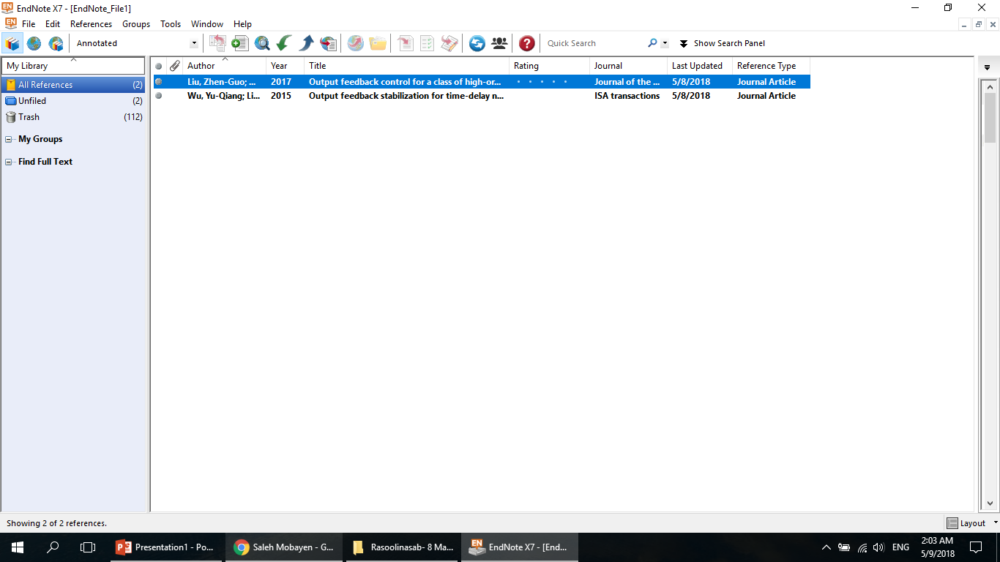 EndNote X7 - [EndNote_File1]
File Edit References Groups Tools Window Help
Annotated Quick Search Show Search Panel
My Library
All References (2)
Unfiled (2)
Trash (112)
My Groups
Find Full Text
Author Year Title Rating Journal Last Updated Reference Type
Liu, Zhen-Guo; ... 2017 Output feedback control for a class of high-or... Journal of the ... 5/8/2018 Journal Article
Wu, Yu-Qiang; Li... 2015 Output feedback stabilization for time-delay n... ISA transactions 5/8/2018 Journal Article
Showing 2 of 2 references.
Layout
Presentation1 - Po... Saleh Mobayen - G... Rasoolinasab- 8 Ma... EndNote X7 - [End... ENG
2:03 AM
5/9/2018